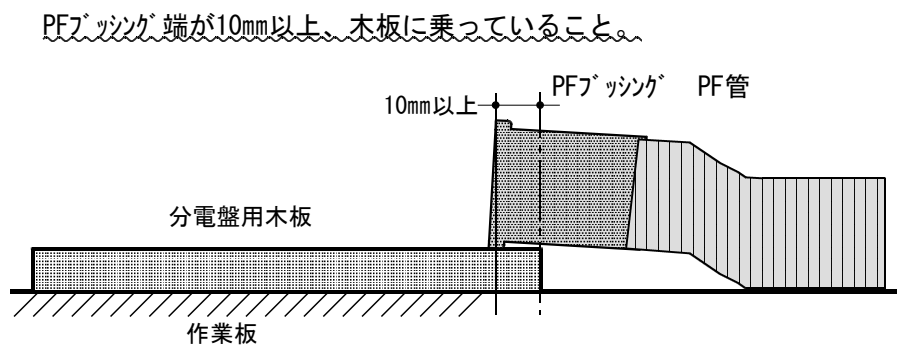 PFﾌﾞｯｼﾝｸﾞ端が10mm以上、木板に乗っていること。
PFﾌﾞｯｼﾝｸﾞ PF管
10mm以上
分電盤用木板
作業板